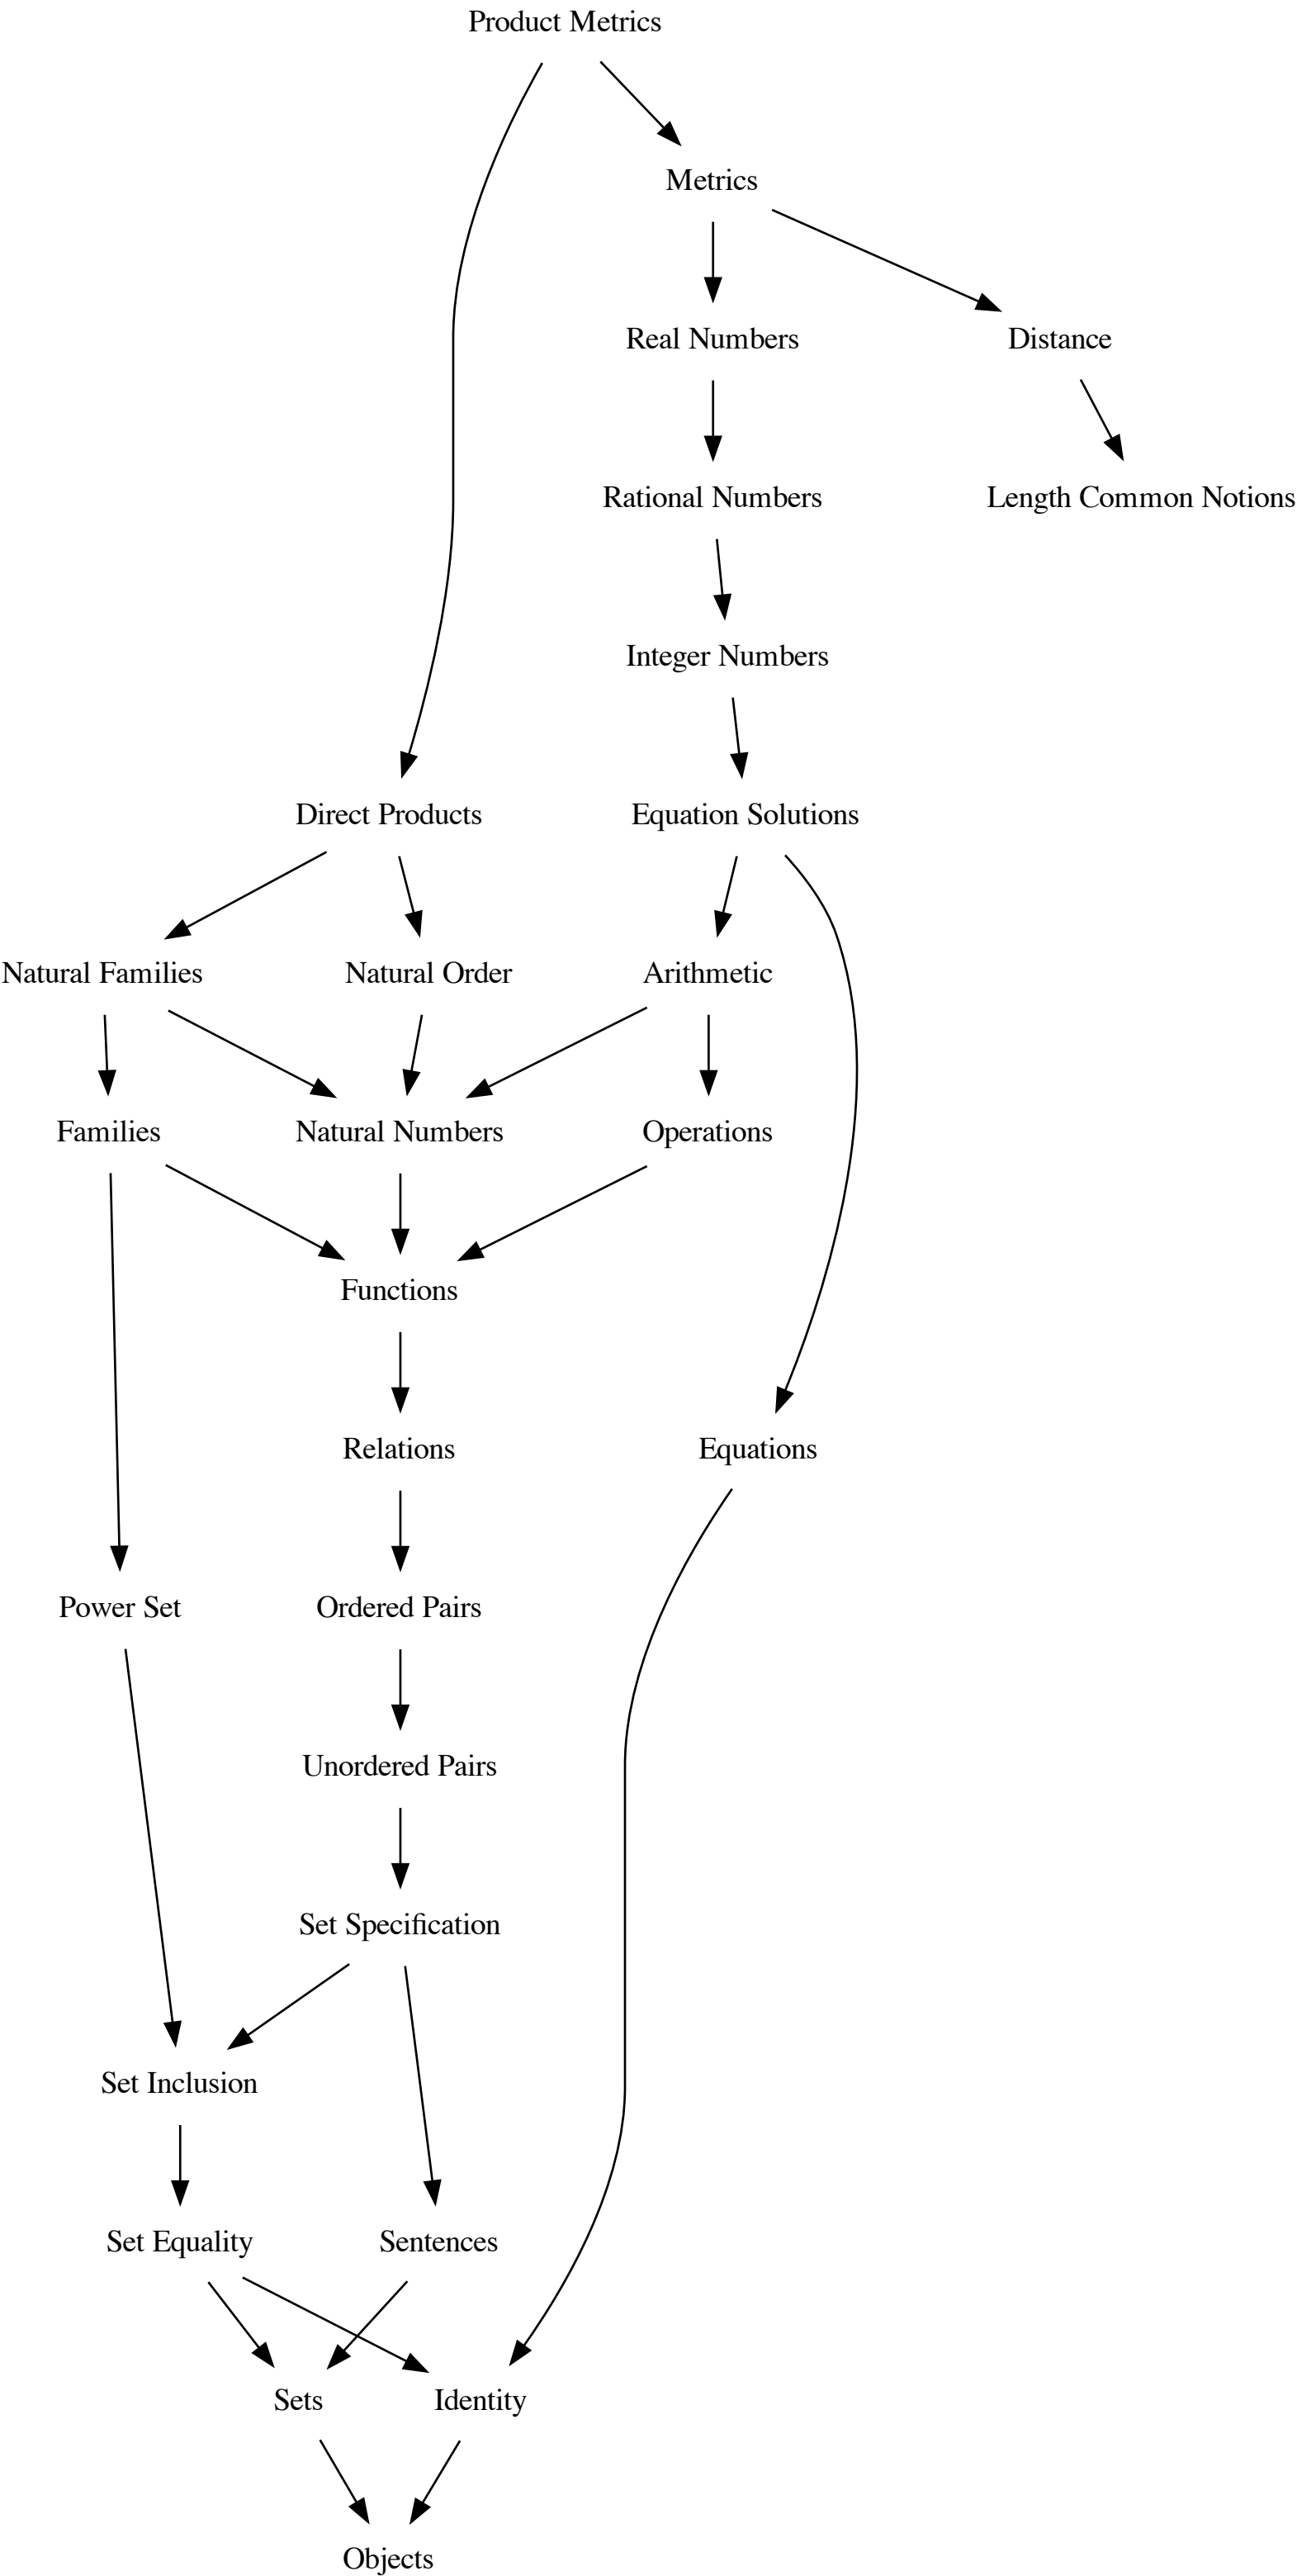 Product Metrics
Metrics
Real Numbers
Distance
Rational Numbers
Length Common Notions
Integer Numbers
Direct Products
Equation Solutions
Natural Families
Natural Order
Arithmetic
Families
Natural Numbers
Operations
Functions
Relations
Equations
Power Set
Ordered Pairs
Unordered Pairs
Set Specification
Set Inclusion
Set Equality
Sentences
Sets
Identity
Objects